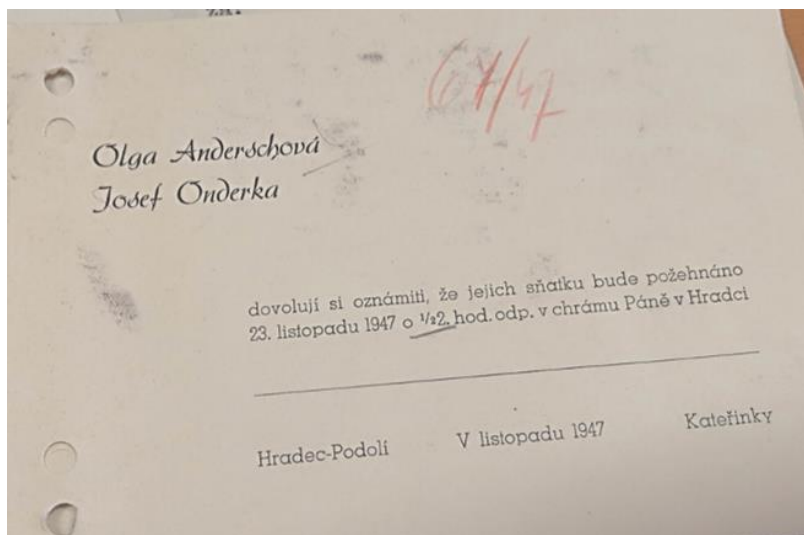 67/47
Olga Anderschová
Josef Onderka
dovolují si oznámiti, že jejich sňatku bude požehnáno
23. listopadu 1947 o ½2. hod. odp. v chrámu Páně v Hradci
Hradec-Podolí V listopadu 1947 Kateřinky